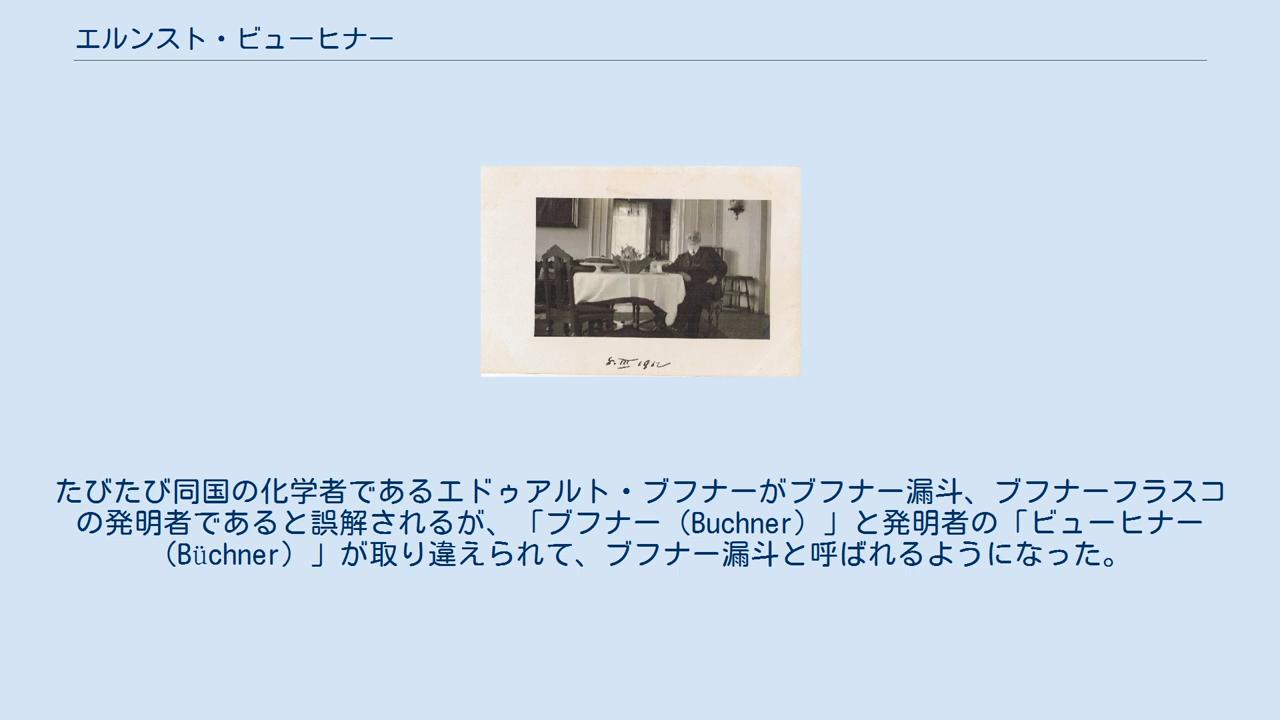 エルンスト・ビューヒナー
8.III 1912
たびたび同国の化学者であるエドゥアルト・ブフナーがブフナー漏斗、ブフナーフラスコ
の発明者であると誤解されるが、「ブフナー（Buchner）」と発明者の「ビューヒナー
（Büchner）」が取り違えられて、ブフナー漏斗と呼ばれるようになった。